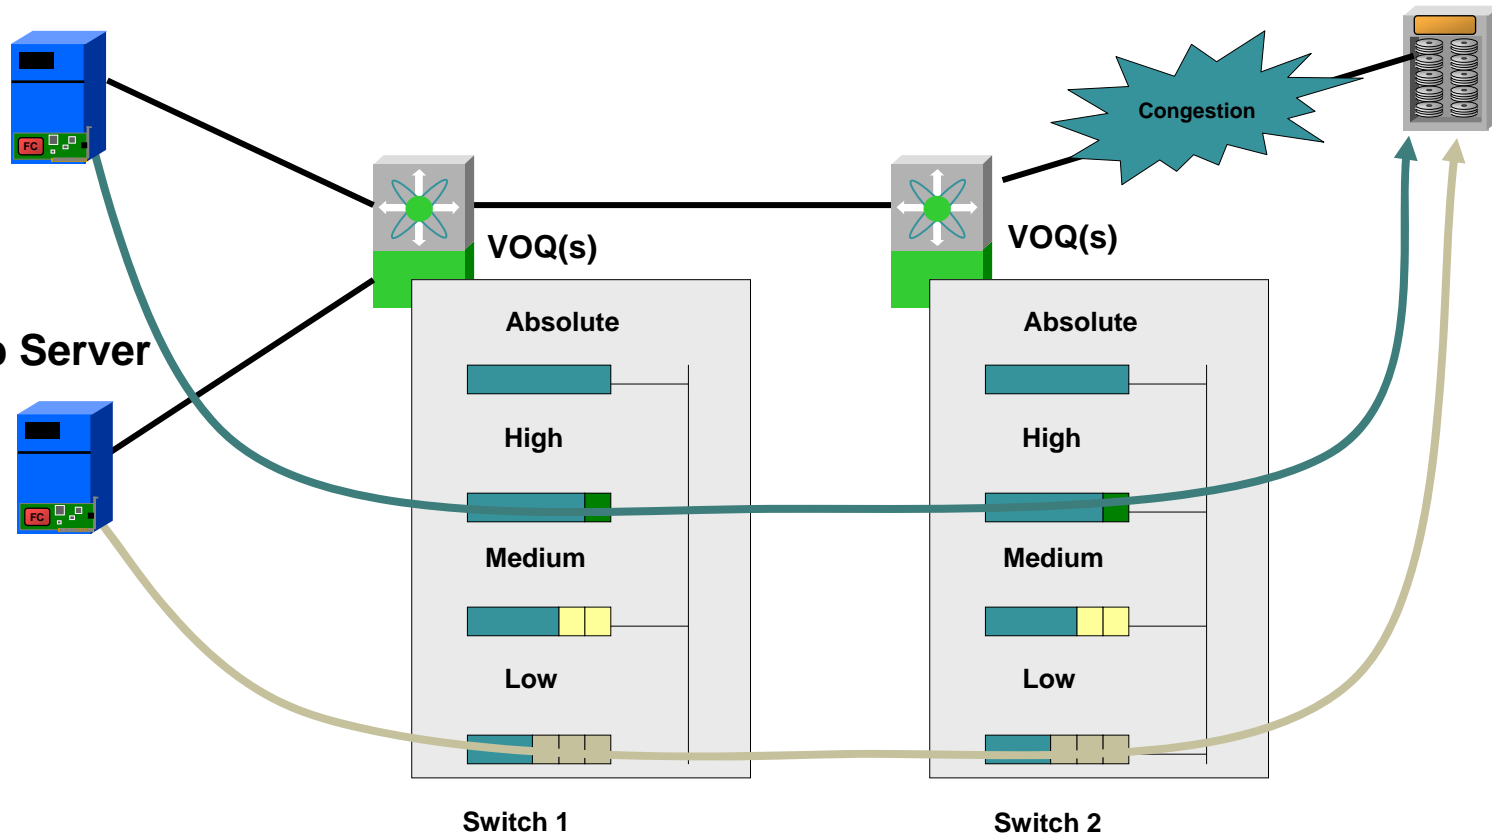 Congestion
FC
VOQ(s)
VOQ(s)
Absolute
Absolute
Server
High
High
FC
Medium
Medium
Low
Low
Switch 1
Switch 2